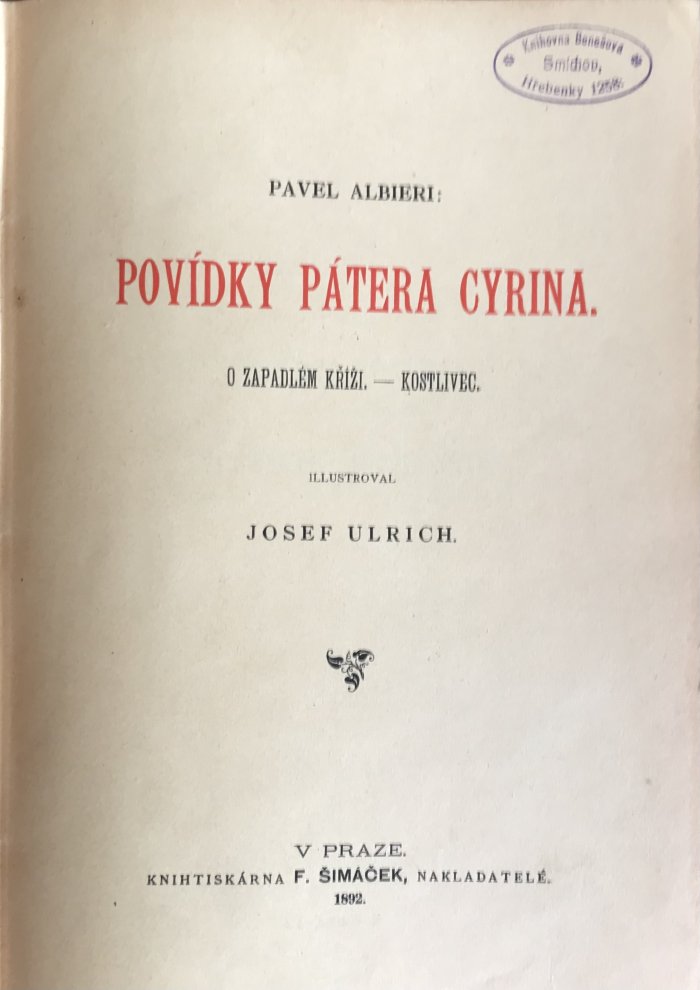 Knihovna Benešova
Smíchov,
Hřebenky
PAVEL ALBIERI:
POVÍDKY PÁTERA CYRINA.
O ZAPADLÉM KŘÍŽI. — KOSTLIVEC.
ILLUSTROVAL
JOSEF ULRICH.
V PRAZE.
KNIHTISKÁRNA F. ŠIMÁČEK, NAKLADATELÉ.
1892.